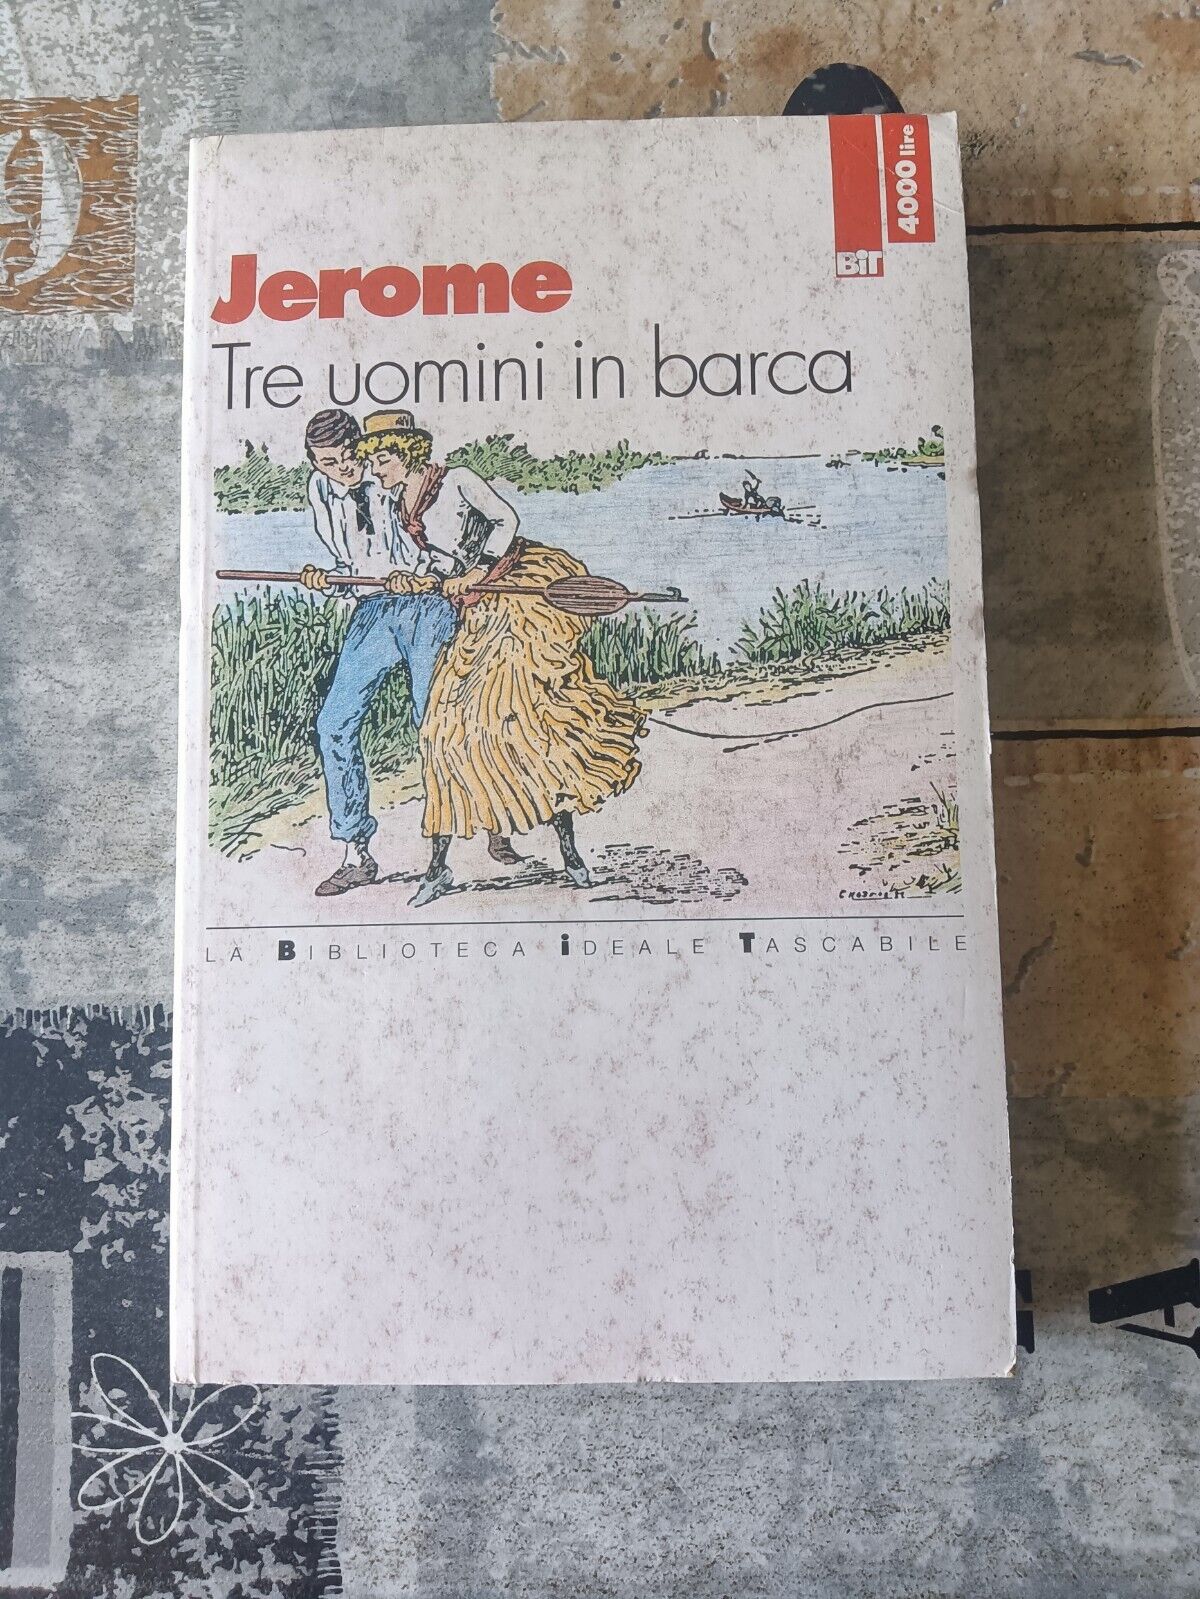 4000 lire
BiT
Jerome
Tre uomini in barca
LA BIBLIOTECA iDEALE TASCABILE